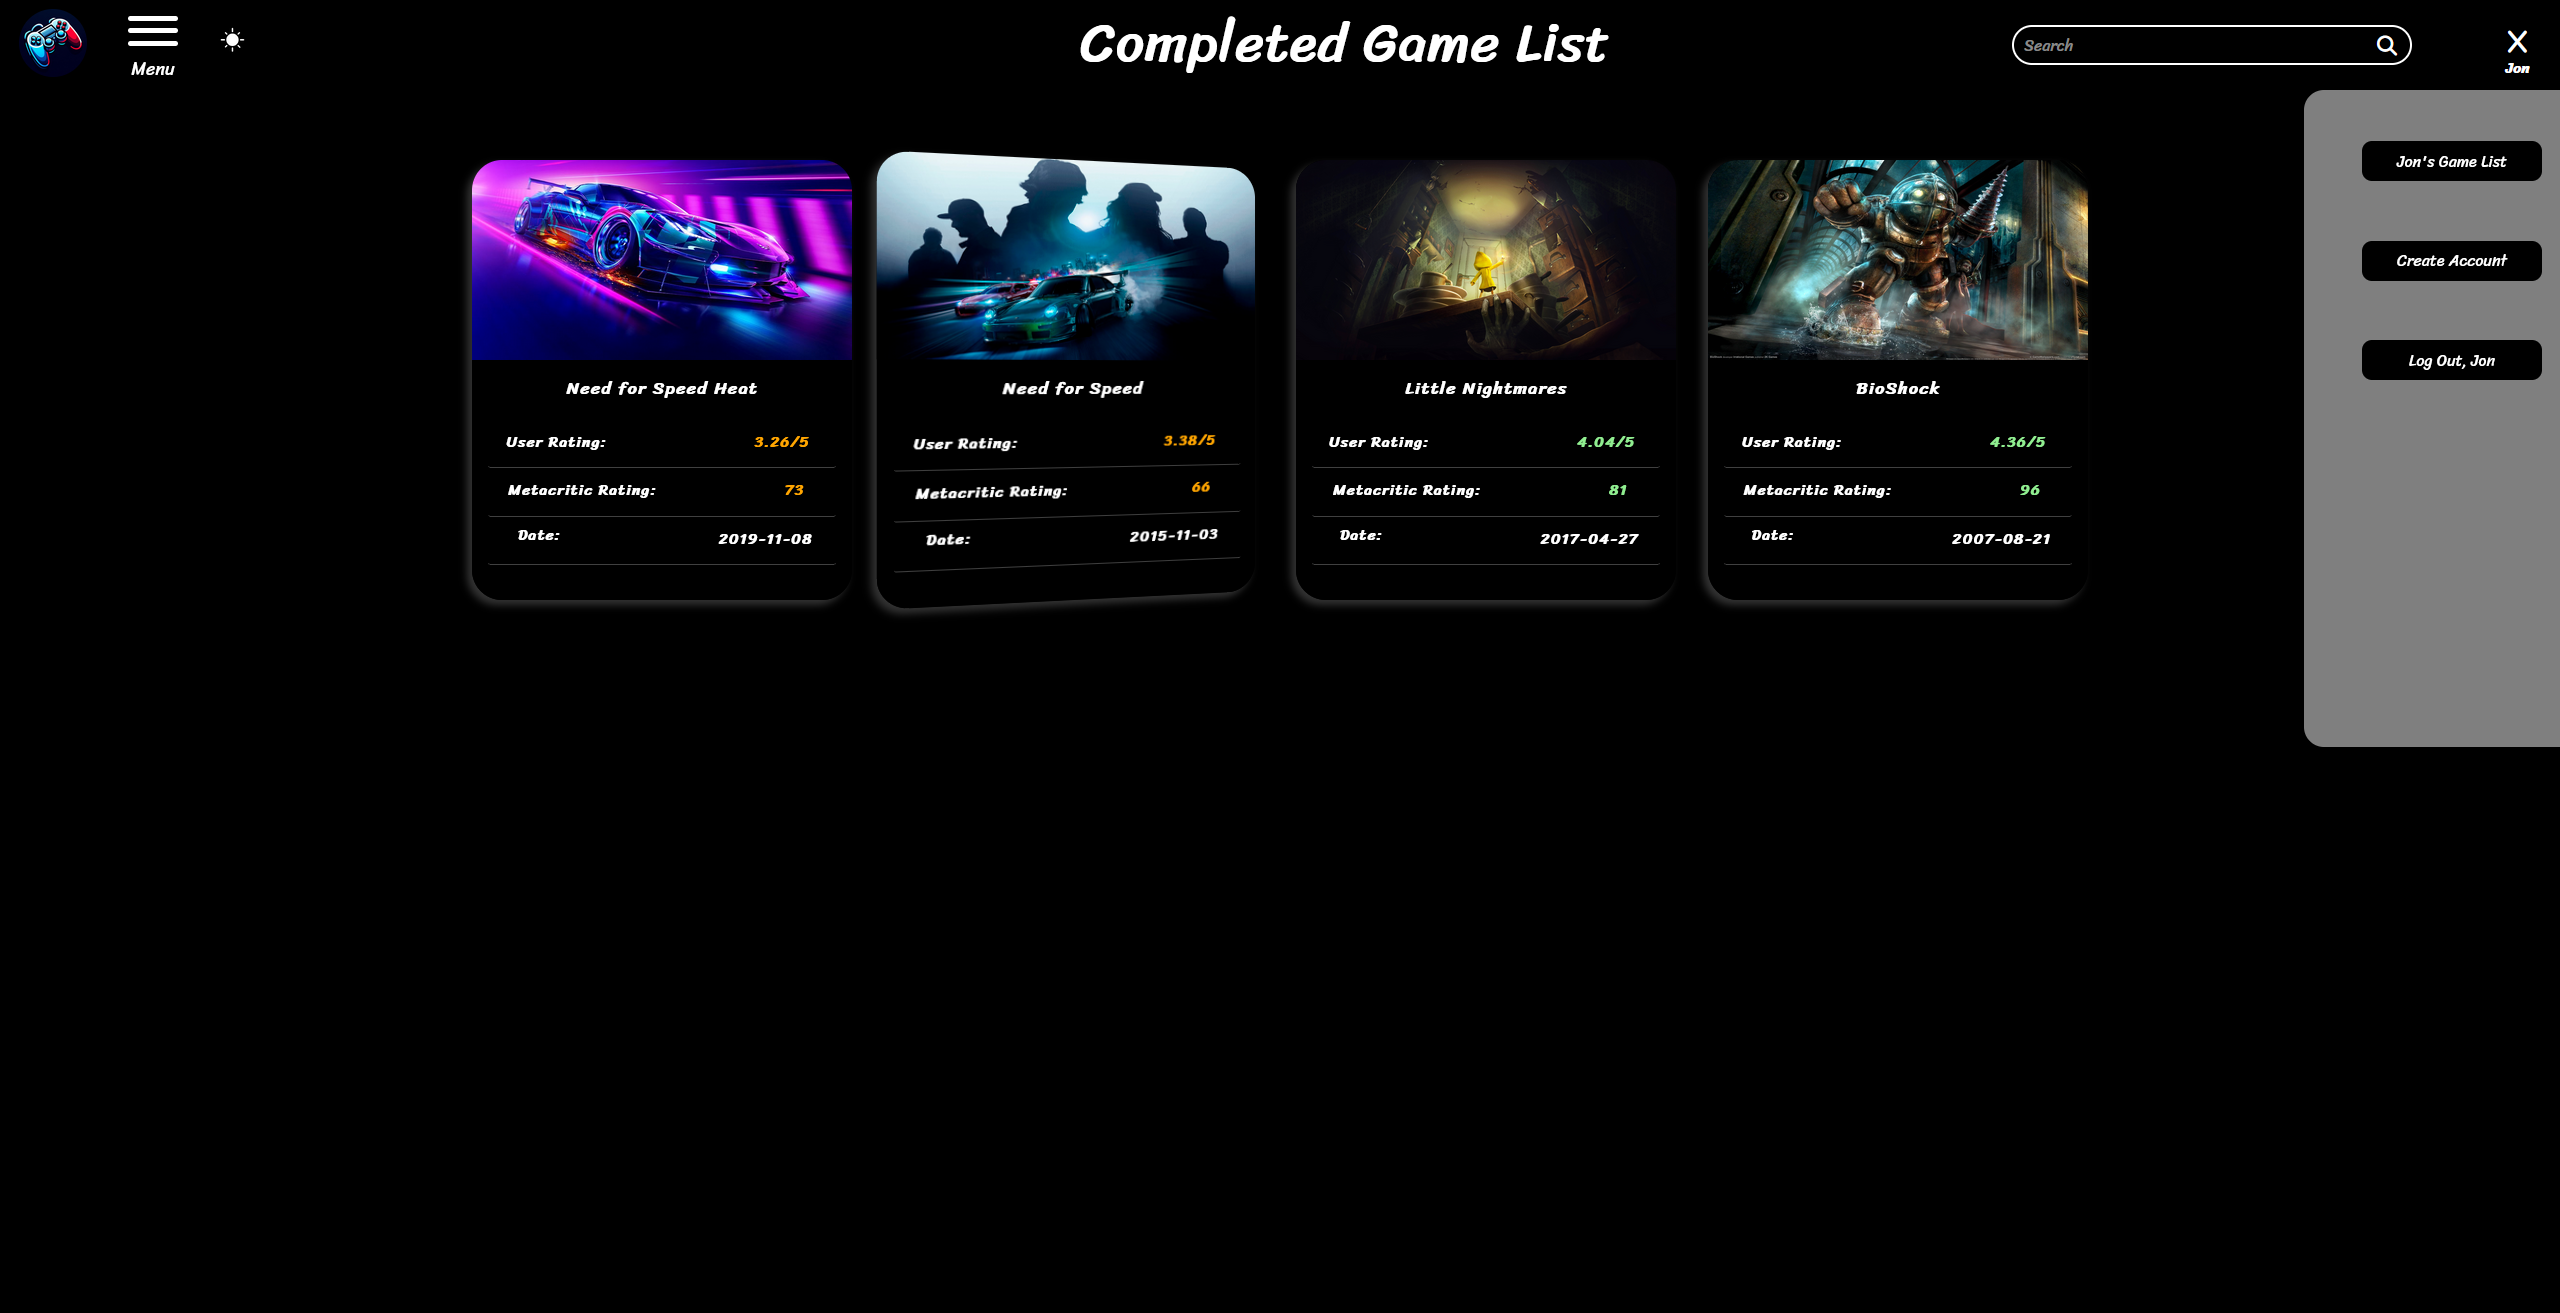 Completed Game List
Menu
Search
Jon
Jon's Game List
Create Account
Log Out, Jon
Need for Speed Heat
User Rating: 3.26/5
Metacritic Rating: 73
Date: 2019-11-08
Need for Speed
User Rating: 3.38/5
Metacritic Rating: 66
Date: 2015-11-03
Little Nightmares
User Rating: 4.04/5
Metacritic Rating: 81
Date: 2017-04-27
BioShock
User Rating: 4.36/5
Metacritic Rating: 96
Date: 2007-08-21